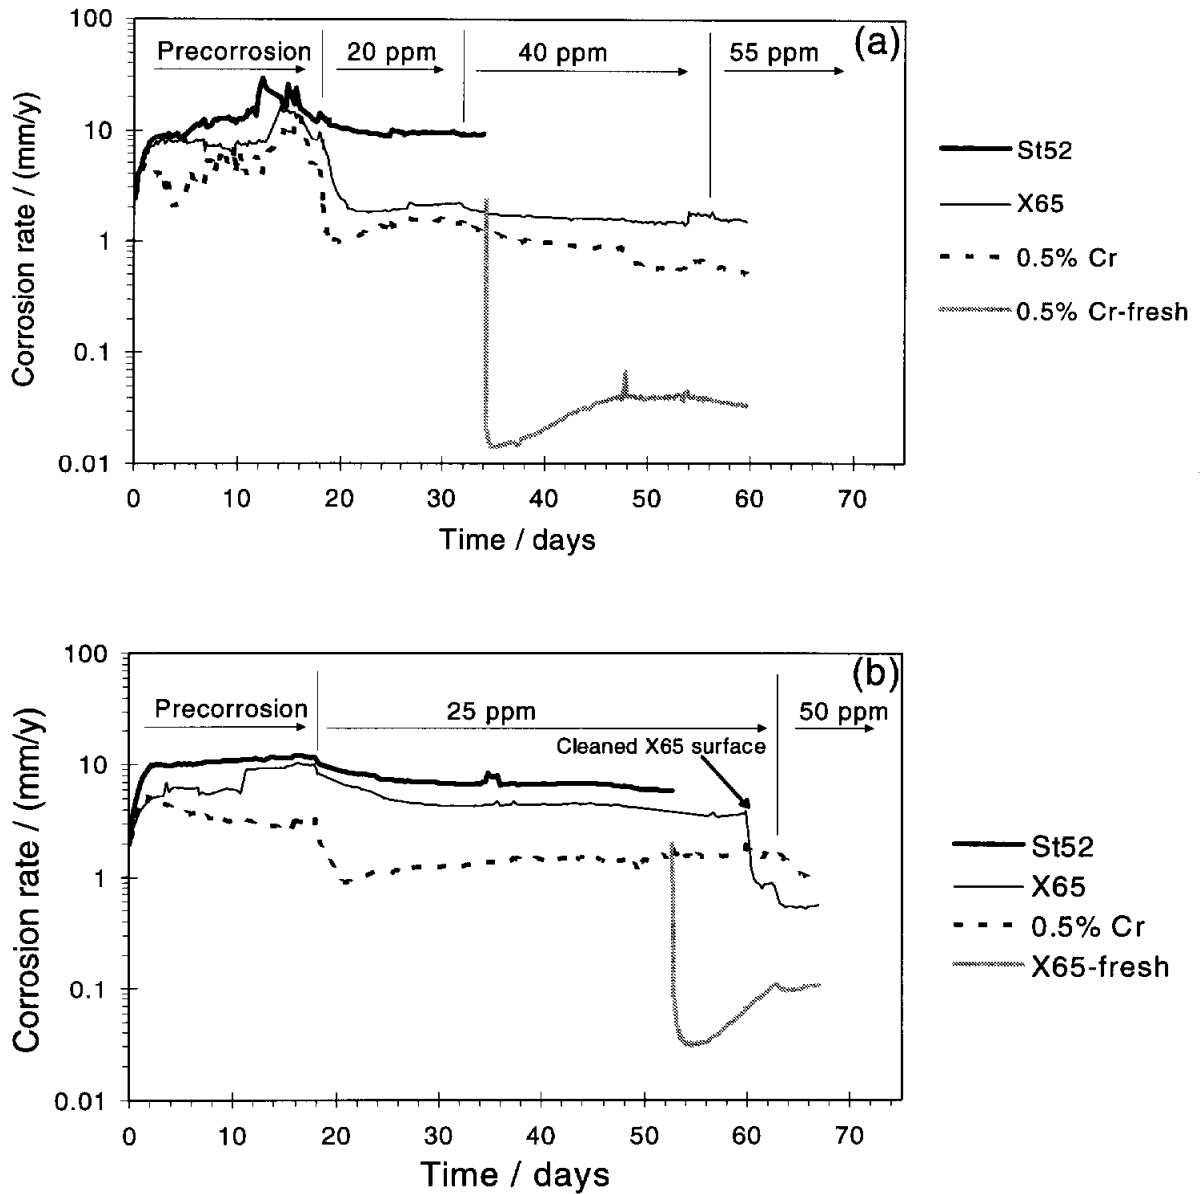 100
10
1
0.1
0.01
Corrosion rate / (mm/y)
Precorrosion
20 ppm
40 ppm
55 ppm
(a)
0 10 20 30 40 50 60 70
Time / days
St52
X65
0.5% Cr
0.5% Cr-fresh
100
10
1
0.1
0.01
Corrosion rate / (mm/y)
Precorrosion
25 ppm
50 ppm
(b)
Cleaned X65 surface
0 10 20 30 40 50 60 70
Time / days
St52
X65
0.5% Cr
X65-fresh